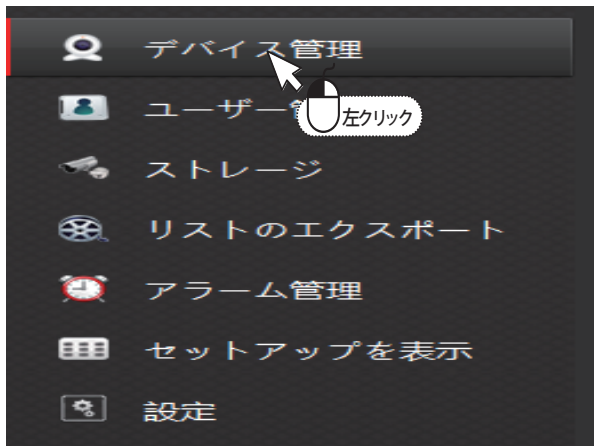 デバイス管理
ユーザー
左クリック
ストレージ
リストのエクスポート
アラーム管理
セットアップを表示
設定